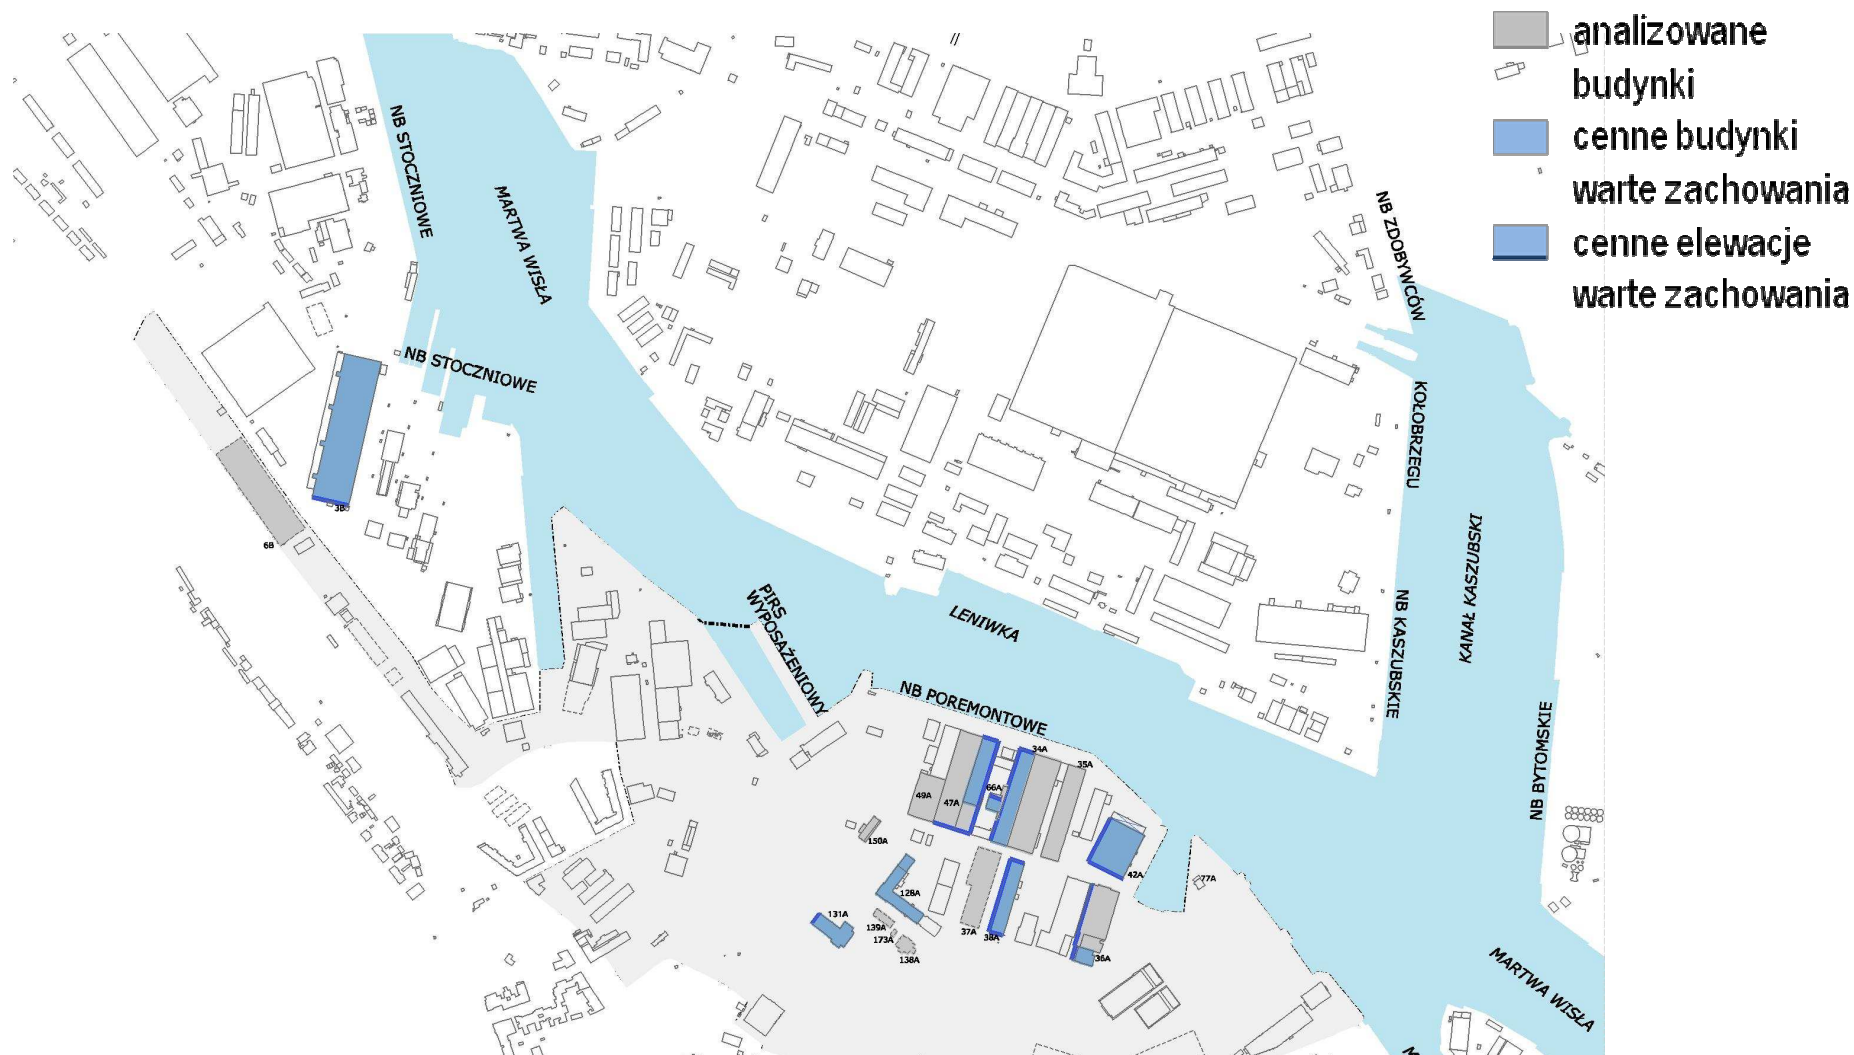 analizowane
budynki
cenne budynki
warte zachowania
cenne elewacje
warte zachowania
NB STOCZNIOWE
MARTWA WISŁA
NB ZDOBYWCÓW
NB STOCZNIOWE
KOŁOBRZEGU
3B
6B
KANAŁ KASZUBSKI
PIRS
WYPOSAŻENIOWY
LENIWKA
NB KASZUBSKIE
NB POREMONTOWE
NB BYTOMSKIE
34A
35A
66A
49A
47A
150A
42A
77A
128A
131A
139A
37A
38A
173A
138A
36A
MARTWA WISŁA
M